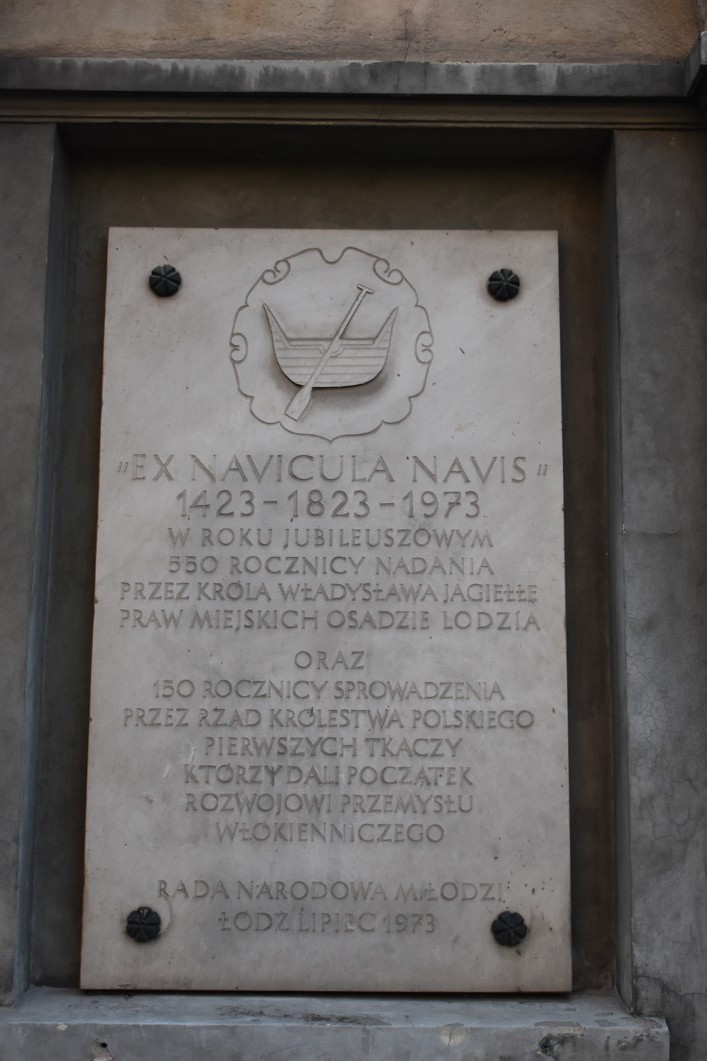 "EX NAVICULA NAVIS"
1423-1823-1973
W ROKU JUBILEUSZOWYM
550 ROCZNICY NADANIA
PRZEZ KRÓLA WŁADYSŁAWA JAGIEŁŁĘ
PRAW MIEJSKICH OSADZIE LODZIA
ORAZ
150 ROCZNICY SPROWADZENIA
PRZEZ RZĄD KRÓLESTWA POLSKIEGO
PIERWSZYCH TKACZY
KTÓRZY DALI POCZĄTEK
ROZWOJOWI PRZEMYSŁU
WŁÓKIENNICZEGO
RADA NARODOWA M.ŁODZI
ŁÓDŹ LIPIEC 1973